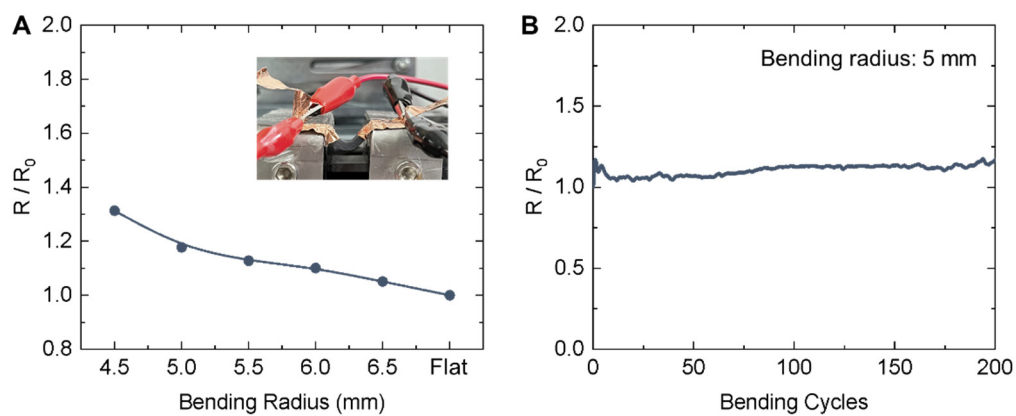 A
2.0
1.8
1.6
1.4
1.2
1.0
0.8
R / R₀
4.5 5.0 5.5 6.0 6.5 Flat
Bending Radius (mm)
B
Bending radius: 5 mm
2.0
1.5
1.0
0.5
0.0
R / R₀
0 50 100 150 200
Bending Cycles